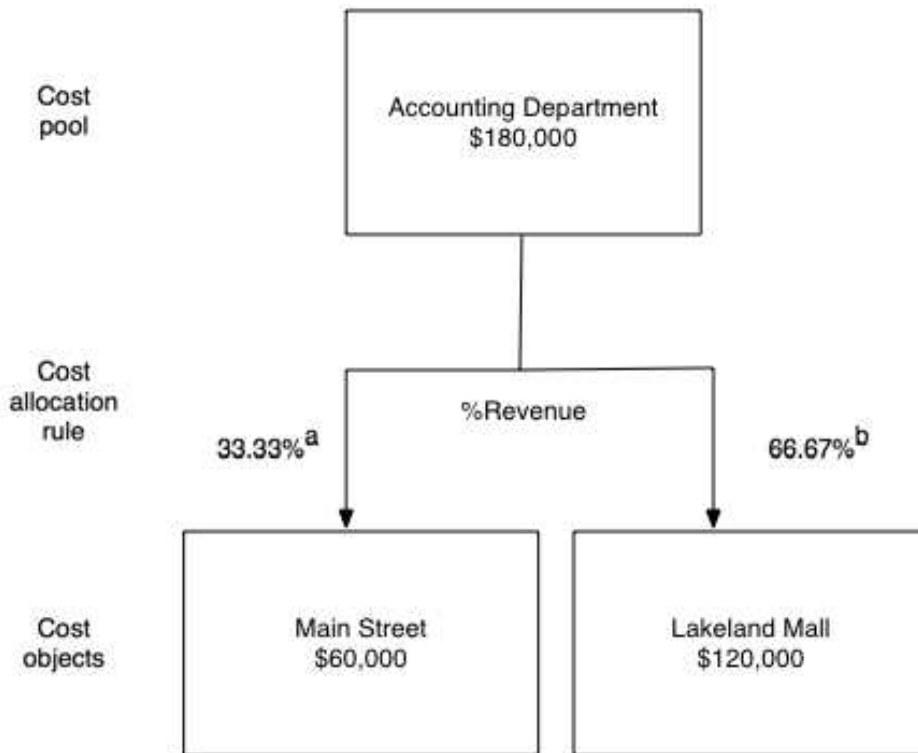 Cost
pool
Accounting Department
$180,000
Cost
allocation
rule
%Revenue
33.33%a
66.67%b
Cost
objects
Main Street
$60,000
Lakeland Mall
$120,000